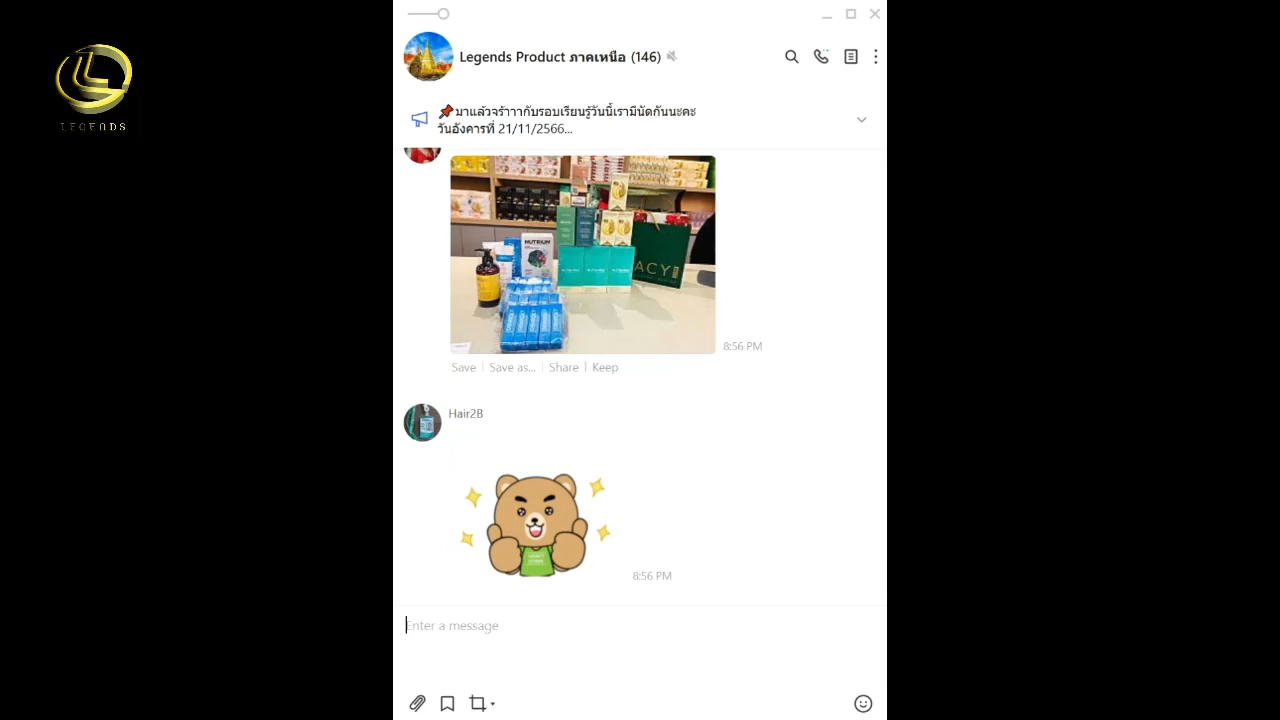 LEGENDS
Legends Product ภาคเหนือ (146)
📌มาแล้วจร้าาากับรอบเรียนรู้วันนี้เรามีนัดกันนะคะ
วันอังคารที่ 21/11/2566...
NUTRIUM
ACY
8:56 PM
Save | Save as... | Share | Keep
Hair2B
8:56 PM
Enter a message